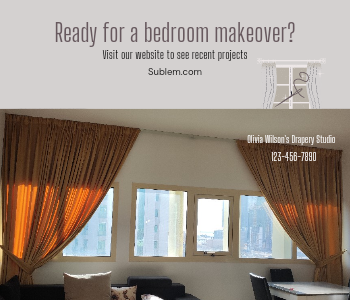 Ready for a bedroom makeover?
Visit our website to see recent projects
Sublem.com
Olivia Wilson's Drapery Studio
123-456-7890